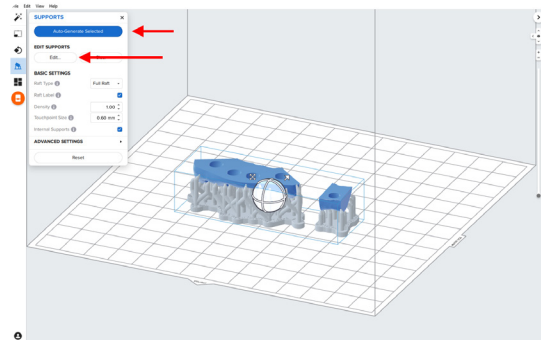 File Edit View Help
SUPPORTS ×
Auto-Generate Selected
EDIT SUPPORTS
Edit...
BASIC SETTINGS
Raft Type Full Raft
Raft Label
Density 1.00
Touchpoint Size 0.60 mm
Internal Supports
ADVANCED SETTINGS
Reset